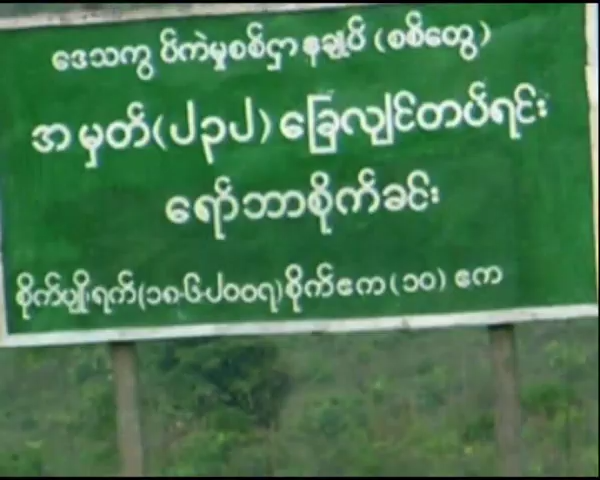 ဒေသကွပ်ကဲမှုစစ်ဌာနချုပ် (စစ်တွေ)
အမှတ်(၂၃၂)ခြေလျင်တပ်ရင်း
ရော်ဘာစိုက်ခင်း
စိုက်ပျိုးရက်(၁၈-၆-၂၀၀၇)စိုက်ဧက(၁၀) ဧက